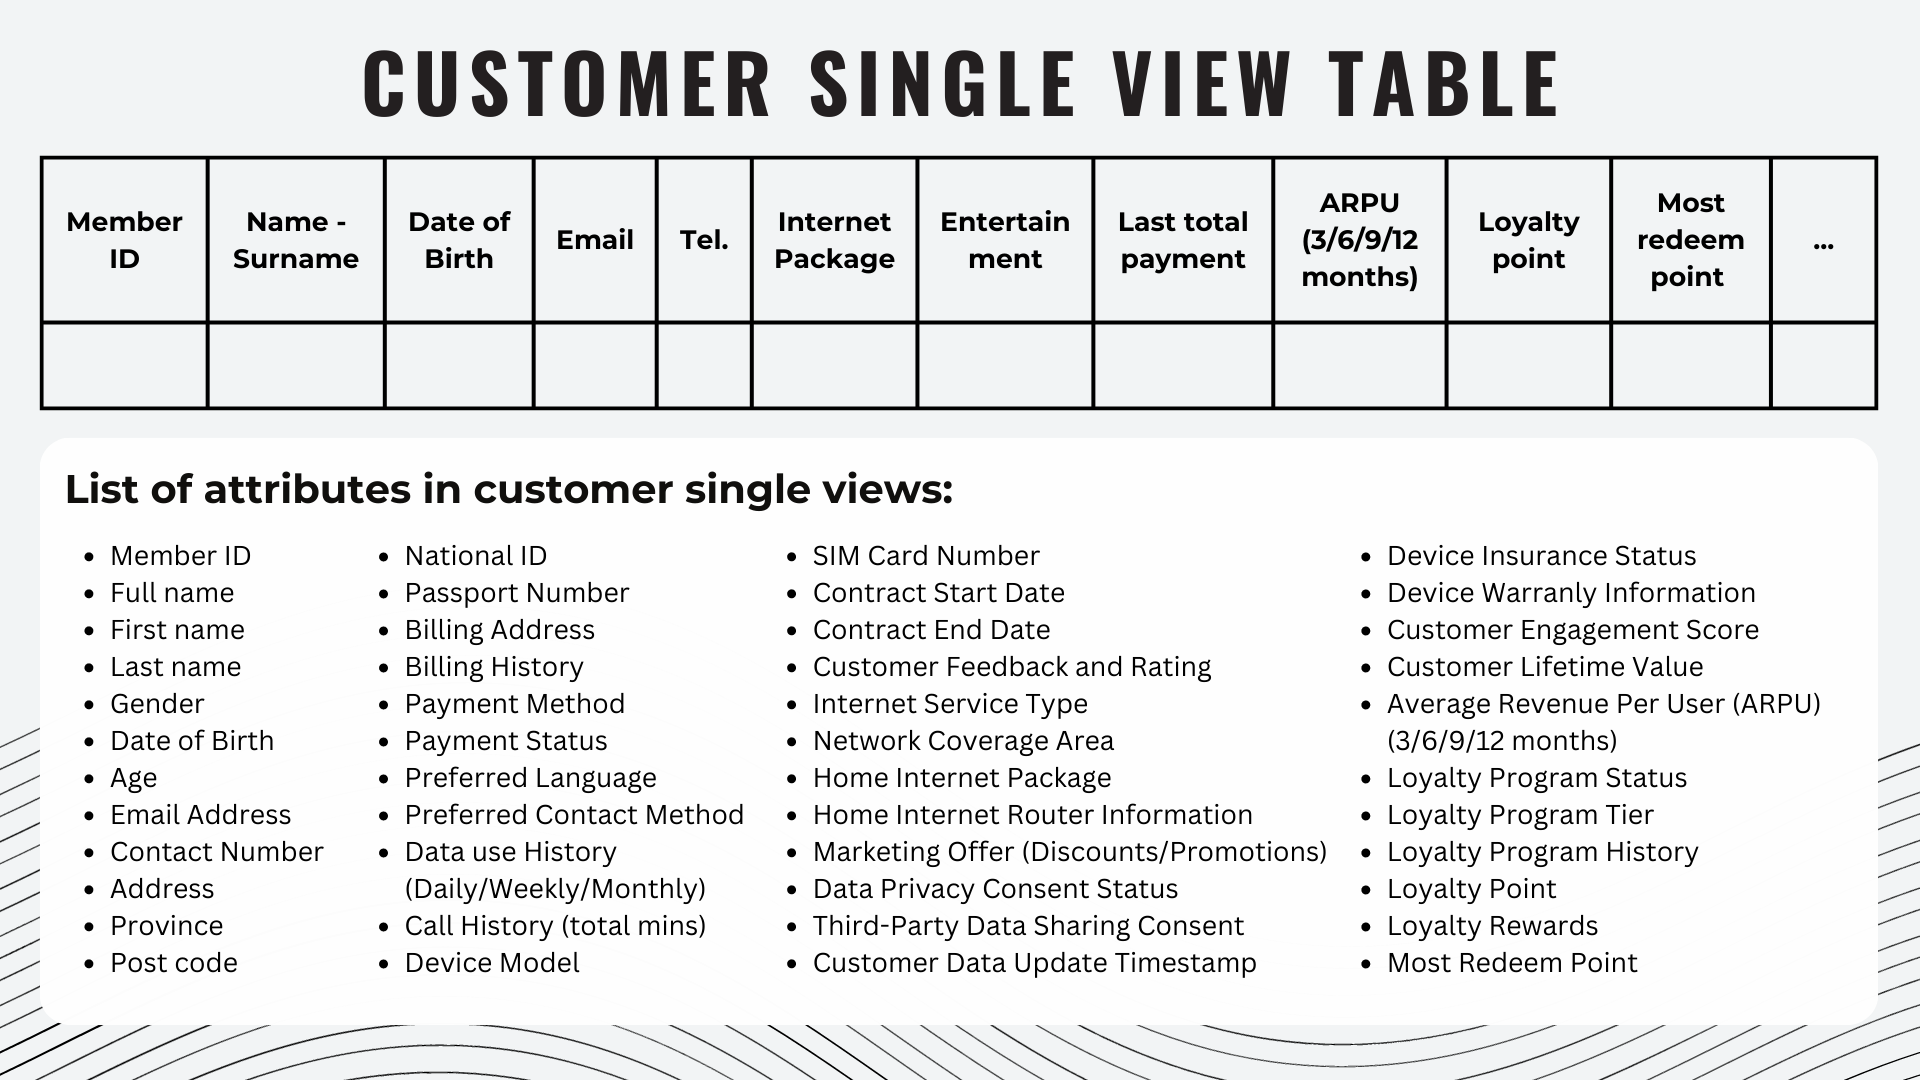 CUSTOMER SINGLE VIEW TABLE
Member
ID
Name -
Surname
Date of
Birth
Email
Tel.
Internet
Package
Entertain
ment
Last total
payment
ARPU
(3/6/9/12
months)
Loyalty
point
Most
redeem
point
...
List of attributes in customer single views:
• Member ID
• Full name
• First name
• Last name
• Gender
• Date of Birth
• Age
• Email Address
• Contact Number
• Address
• Province
• Post code
• National ID
• Passport Number
• Billing Address
• Billing History
• Payment Method
• Payment Status
• Preferred Language
• Preferred Contact Method
• Data use History
(Daily/Weekly/Monthly)
• Call History (total mins)
• Device Model
• SIM Card Number
• Contract Start Date
• Contract End Date
• Customer Feedback and Rating
• Internet Service Type
• Network Coverage Area
• Home Internet Package
• Home Internet Router Information
• Marketing Offer (Discounts/Promotions)
• Data Privacy Consent Status
• Third-Party Data Sharing Consent
• Customer Data Update Timestamp
• Device Insurance Status
• Device Warranly Information
• Customer Engagement Score
• Customer Lifetime Value
• Average Revenue Per User (ARPU)
(3/6/9/12 months)
• Loyalty Program Status
• Loyalty Program Tier
• Loyalty Program History
• Loyalty Point
• Loyalty Rewards
• Most Redeem Point